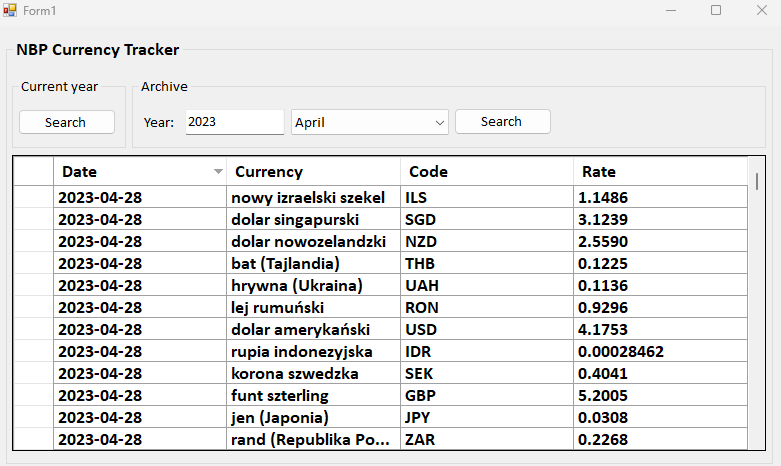 Form1
NBP Currency Tracker
Current year
Archive
Search
Year:
2023
April
Search
Date Currency Code Rate
2023-04-28 nowy izraelski szekel ILS 1.1486
2023-04-28 dolar singapurski SGD 3.1239
2023-04-28 dolar nowozelandzki NZD 2.5590
2023-04-28 bat (Tajlandia) THB 0.1225
2023-04-28 hrywna (Ukraina) UAH 0.1136
2023-04-28 lej rumuński RON 0.9296
2023-04-28 dolar amerykański USD 4.1753
2023-04-28 rupia indonezyjska IDR 0.00028462
2023-04-28 korona szwedzka SEK 0.4041
2023-04-28 funt szterling GBP 5.2005
2023-04-28 jen (Japonia) JPY 0.0308
2023-04-28 rand (Republika Po... ZAR 0.2268